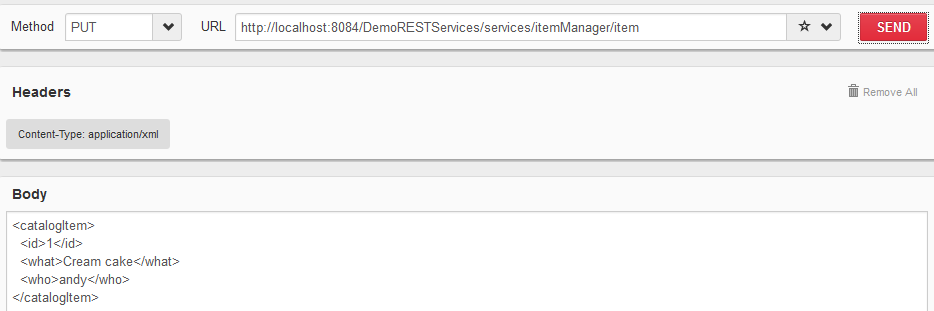 Method PUT URL http://localhost:8084/DemoRESTServices/services/itemManager/item SEND
Headers Remove All
Content-Type: application/xml
Body
<catalogItem>
  <id>1</id>
  <what>Cream cake</what>
  <who>andy</who>
</catalogItem>